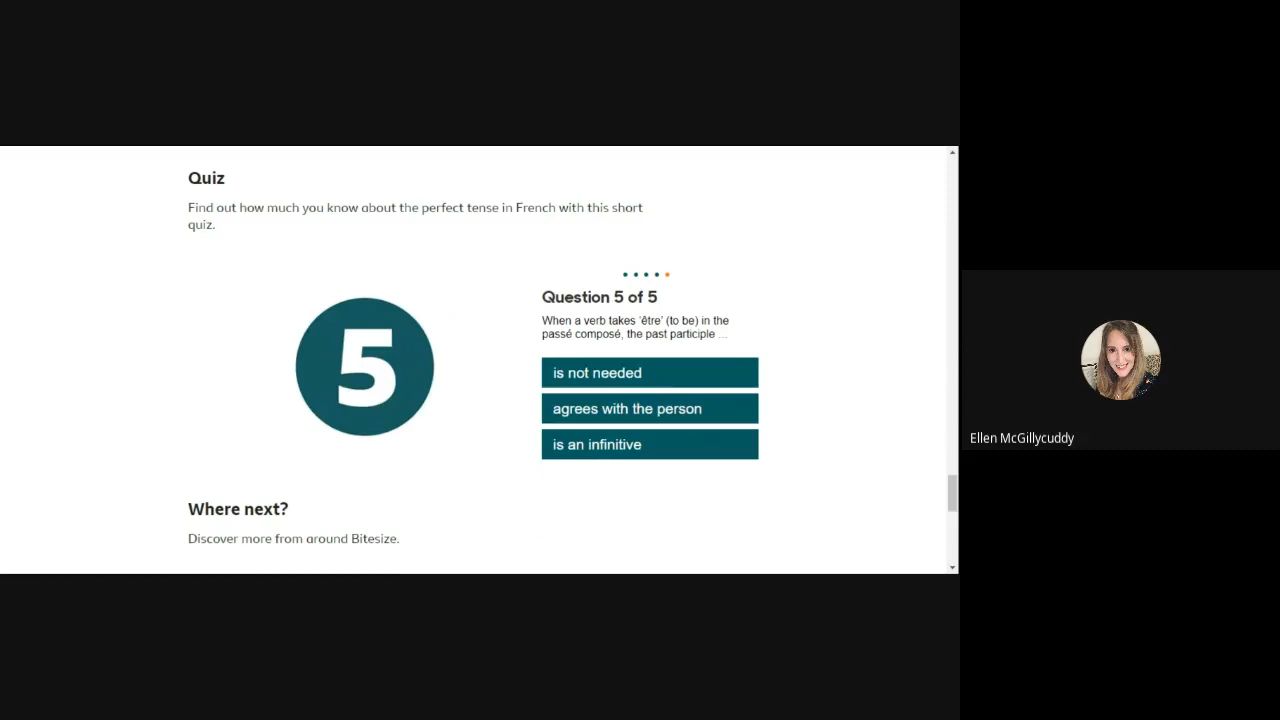 Quiz
Find out how much you know about the perfect tense in French with this short
quiz.
5
Question 5 of 5
When a verb takes ‘être’ (to be) in the
passé composé, the past participle ...
is not needed
agrees with the person
is an infinitive
Where next?
Discover more from around Bitesize.
Ellen McGillycuddy